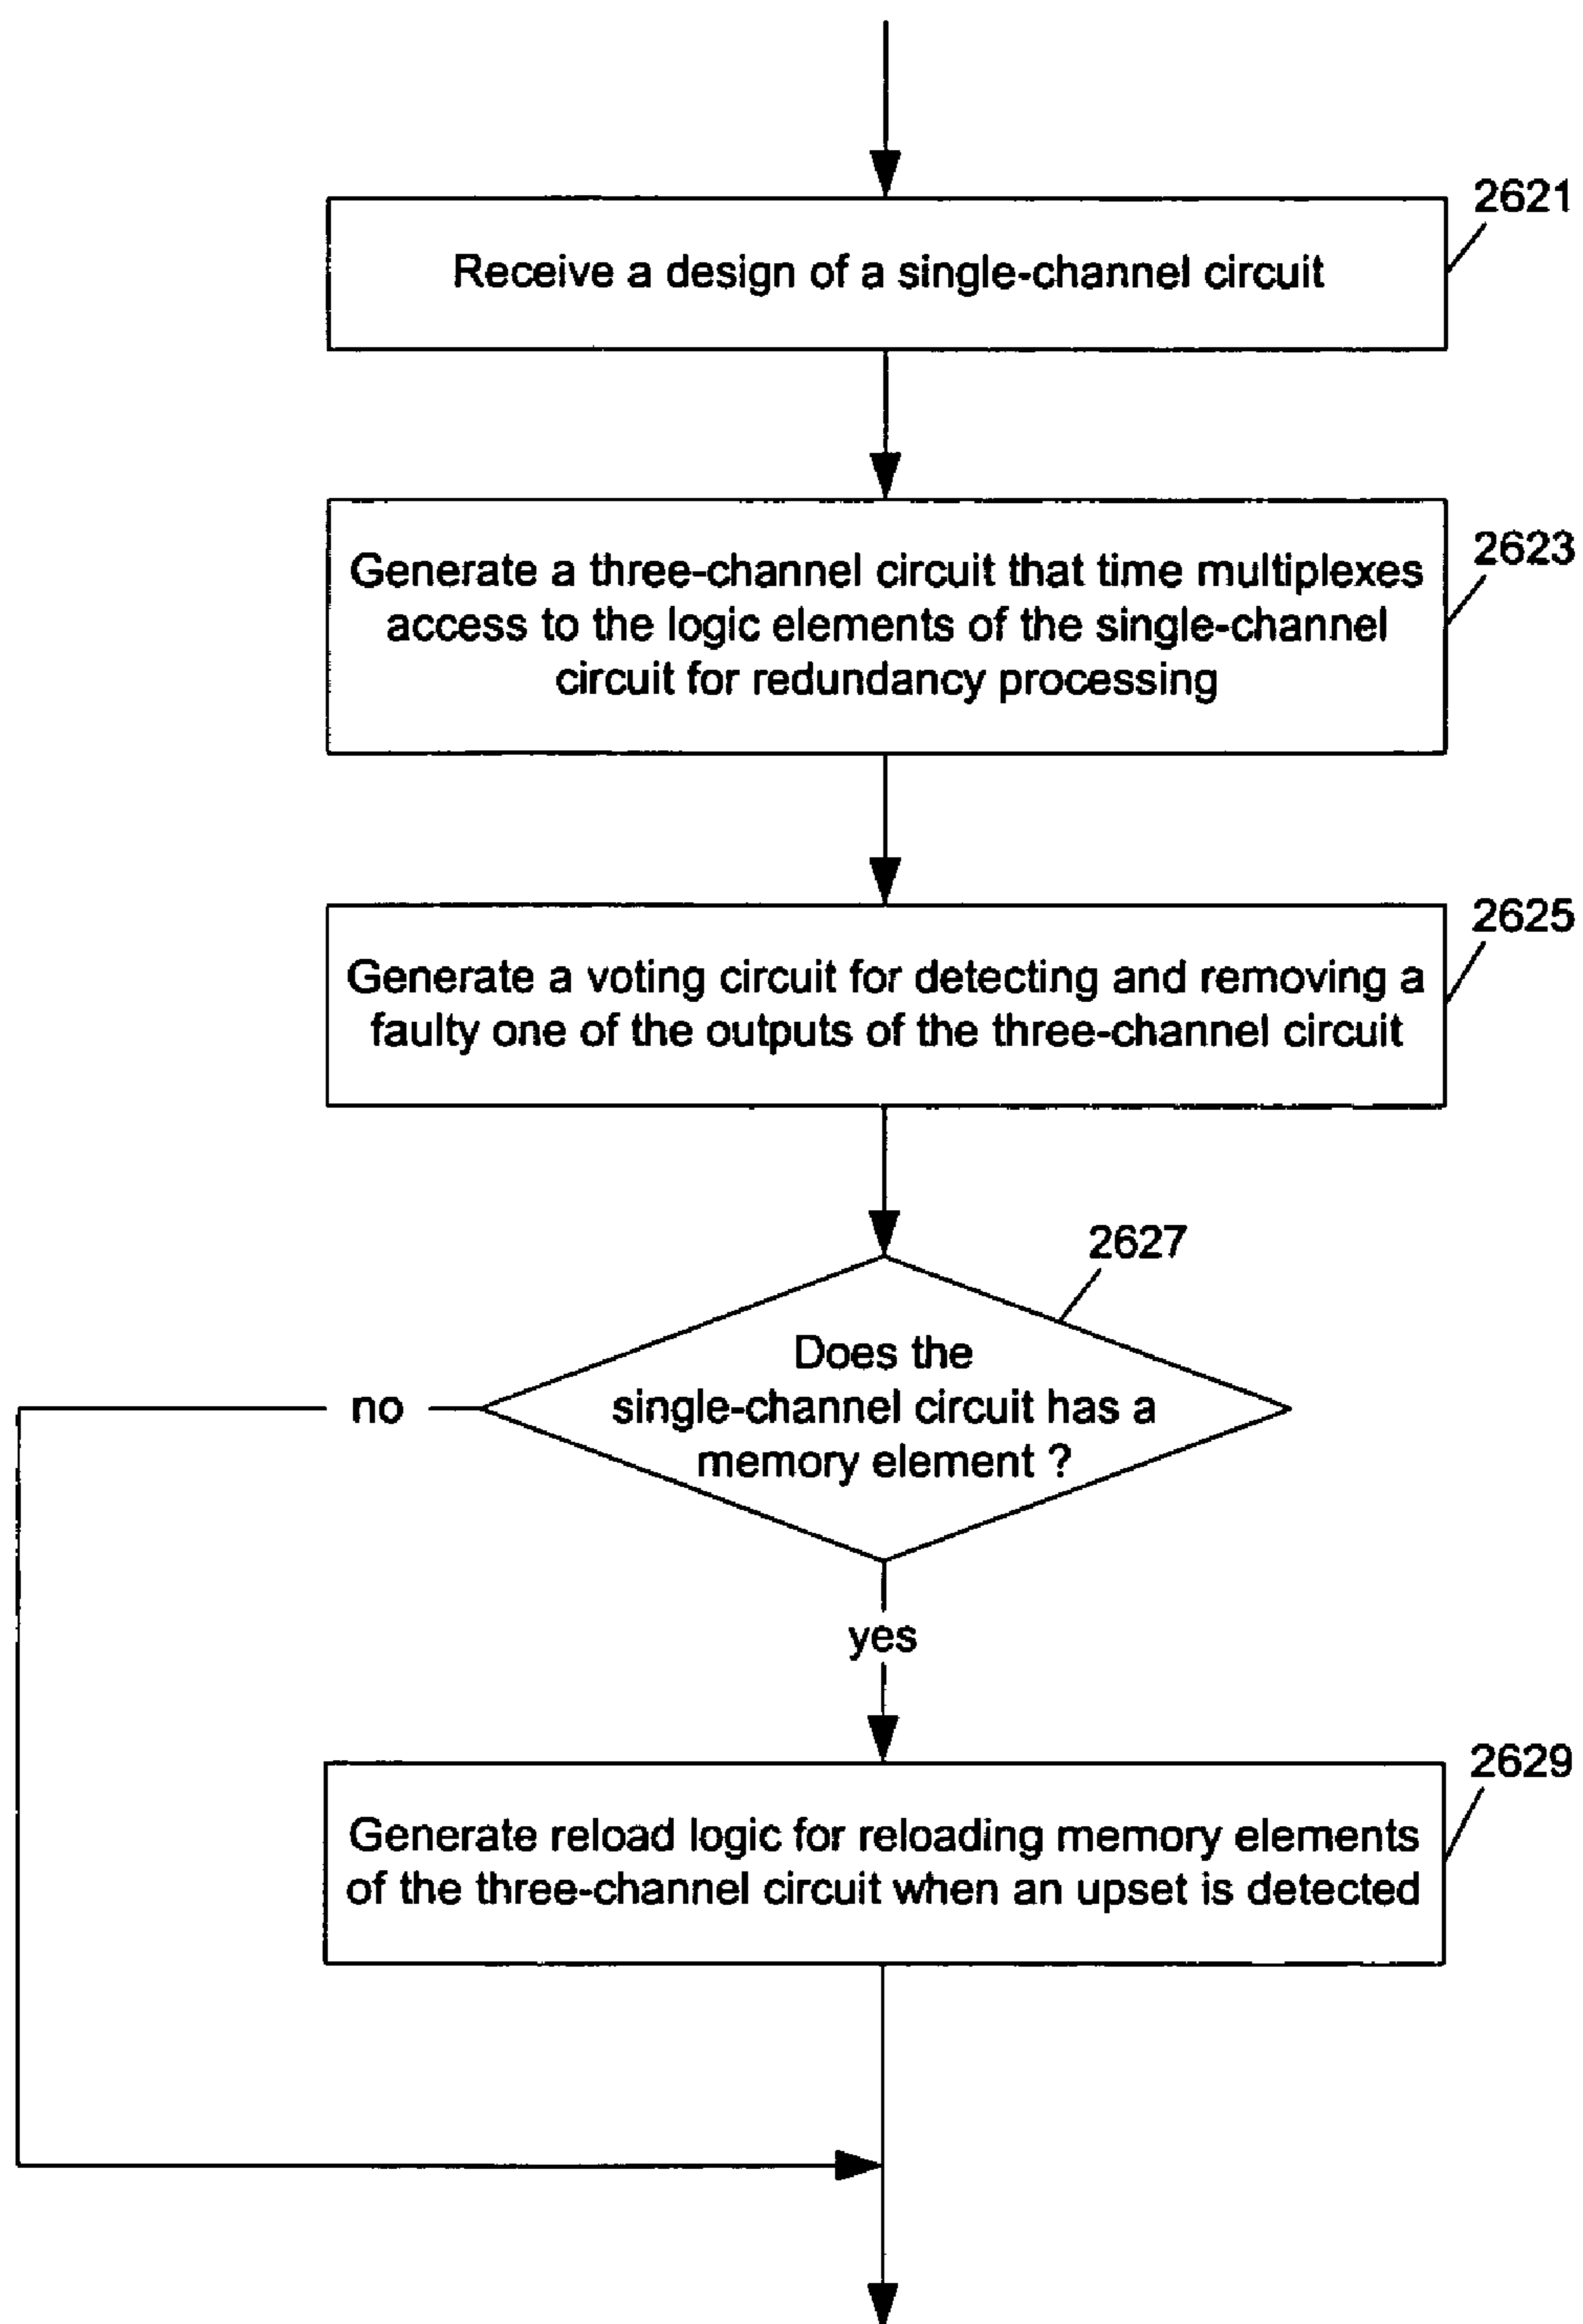 2621
Receive a design of a single-channel circuit
2623
Generate a three-channel circuit that time multiplexes
access to the logic elements of the single-channel
circuit for redundancy processing
2625
Generate a voting circuit for detecting and removing a
faulty one of the outputs of the three-channel circuit
2627
Does the
single-channel circuit has a
memory element ?
no
yes
2629
Generate reload logic for reloading memory elements
of the three-channel circuit when an upset is detected